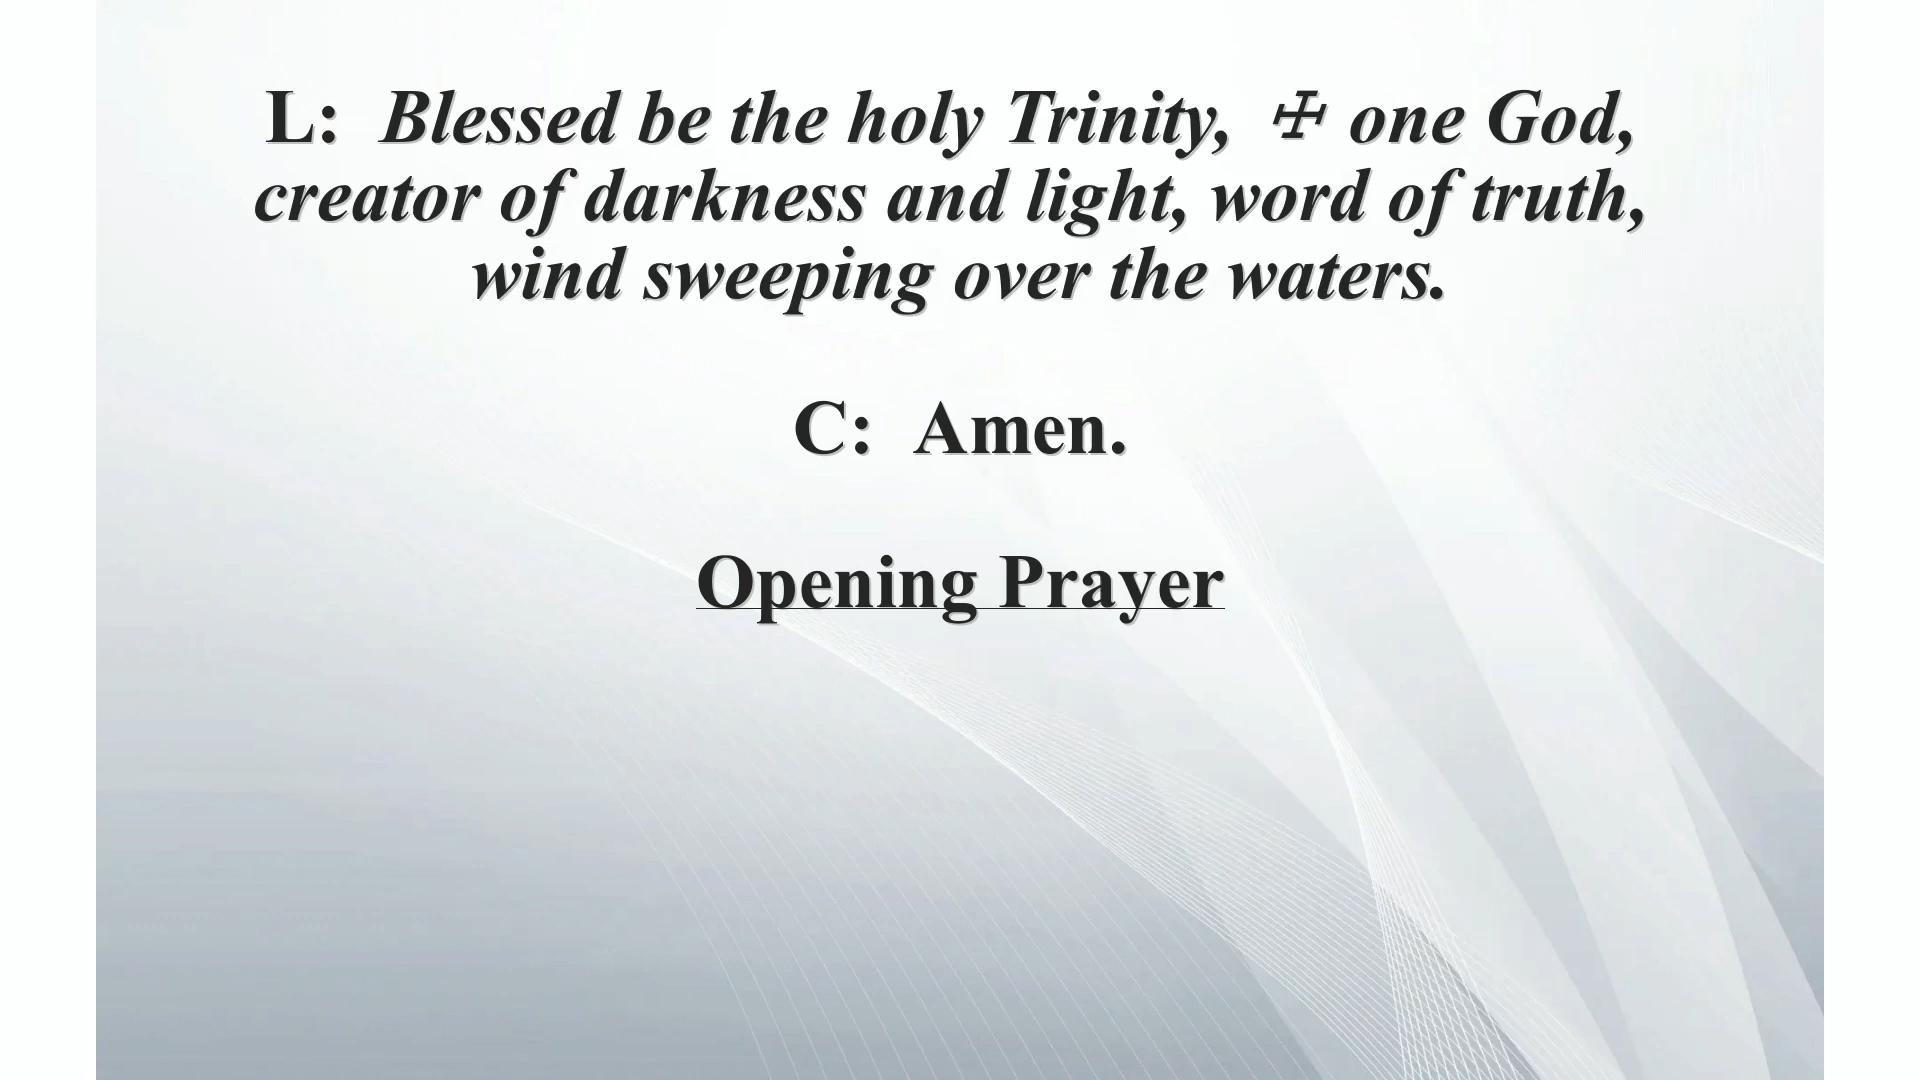 L:  Blessed be the holy Trinity,  ☩ one God,
creator of darkness and light, word of truth,
wind sweeping over the waters.
C:  Amen.
Opening Prayer